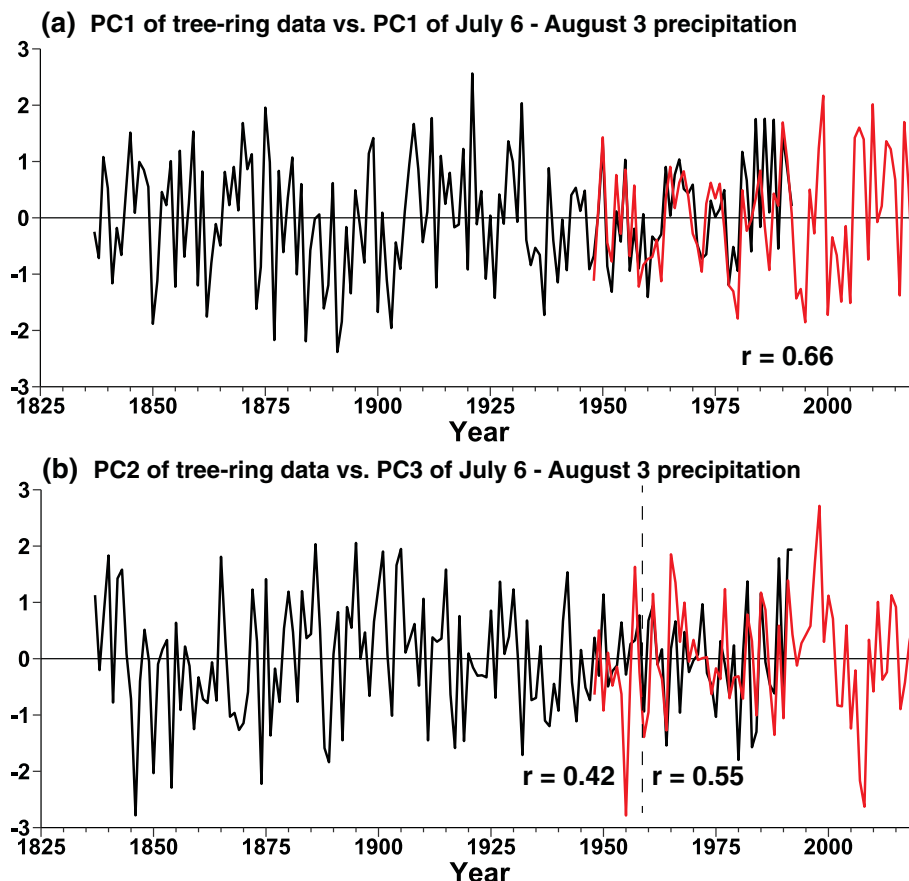 (a) PC1 of tree-ring data vs. PC1 of July 6 - August 3 precipitation
3
2
1
0
-1
-2
-3
r = 0.66
1825 1850 1875 1900 1925 1950 1975 2000
Year
(b) PC2 of tree-ring data vs. PC3 of July 6 - August 3 precipitation
3
2
1
0
-1
-2
-3
r = 0.42 r = 0.55
1825 1850 1875 1900 1925 1950 1975 2000
Year